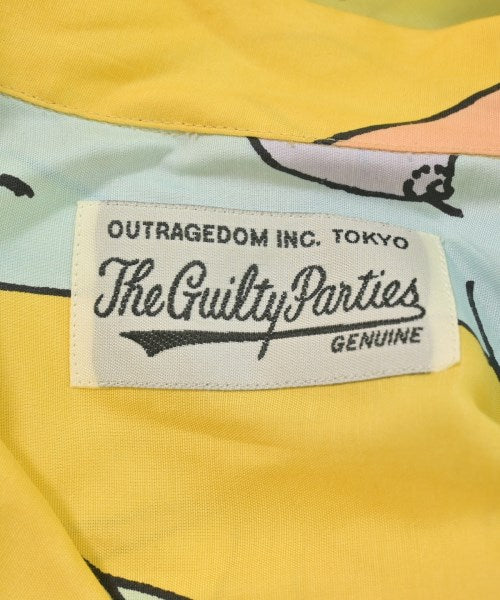 OUTRAGEDOM INC. TOKYO
The Guilty Parties
GENUINE